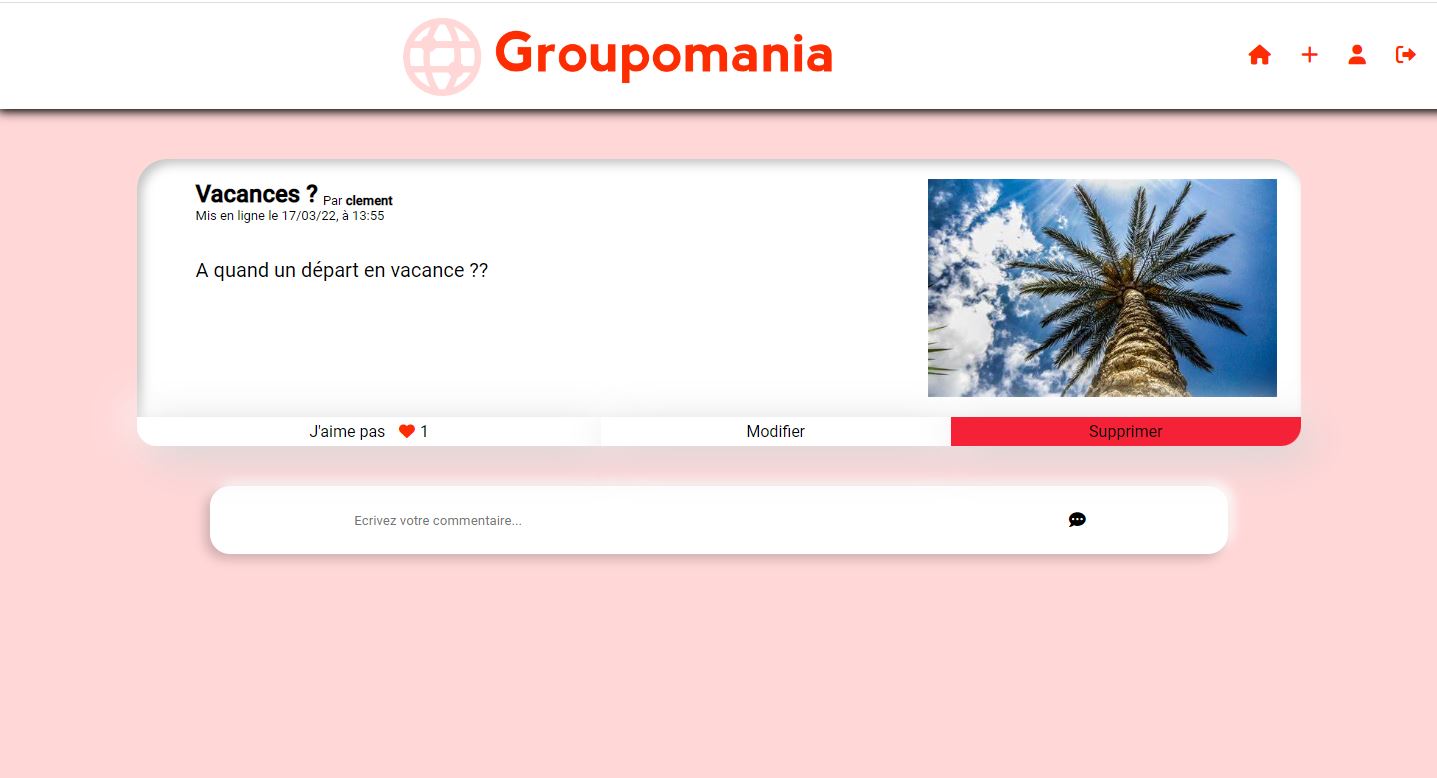 Groupomania
Vacances ? Par clement
Mis en ligne le 17/03/22, à 13:55
A quand un départ en vacance ??
J'aime pas 1
Modifier
Supprimer
Ecrivez votre commentaire...